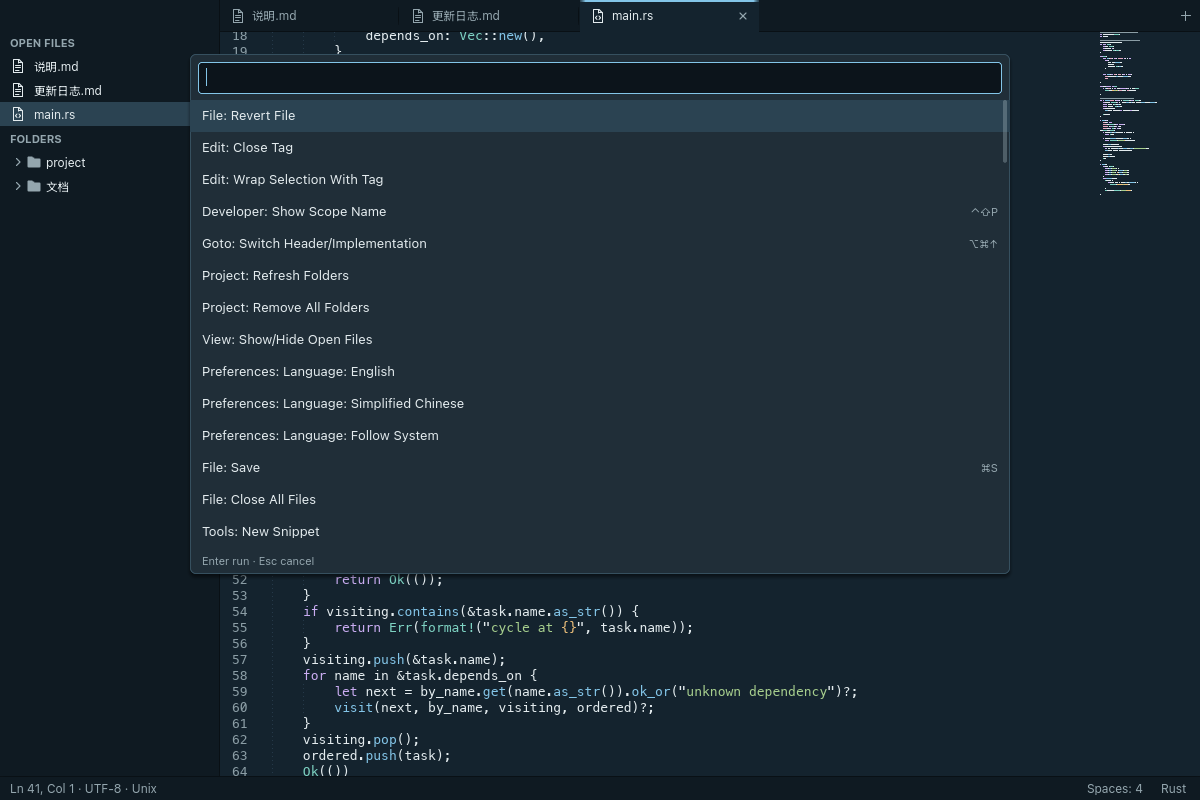 说明.md
更新日志.md
main.rs
OPEN FILES
说明.md
更新日志.md
main.rs
FOLDERS
project
文档
18 depends_on: Vec::new(),
19 }
File: Revert File
Edit: Close Tag
Edit: Wrap Selection With Tag
Developer: Show Scope Name ^⇧P
Goto: Switch Header/Implementation ⌥⌘↑
Project: Refresh Folders
Project: Remove All Folders
View: Show/Hide Open Files
Preferences: Language: English
Preferences: Language: Simplified Chinese
Preferences: Language: Follow System
File: Save ⌘S
File: Close All Files
Tools: New Snippet
Enter run · Esc cancel
52 return Ok(());
53 }
54 if visiting.contains(&task.name.as_str()) {
55 return Err(format!("cycle at {}", task.name));
56 }
57 visiting.push(&task.name);
58 for name in &task.depends_on {
59 let next = by_name.get(name.as_str()).ok_or("unknown dependency")?;
60 visit(next, by_name, visiting, ordered)?;
61 }
62 visiting.pop();
63 ordered.push(task);
64 Ok(())
Ln 41, Col 1 · UTF-8 · Unix
Spaces: 4 Rust